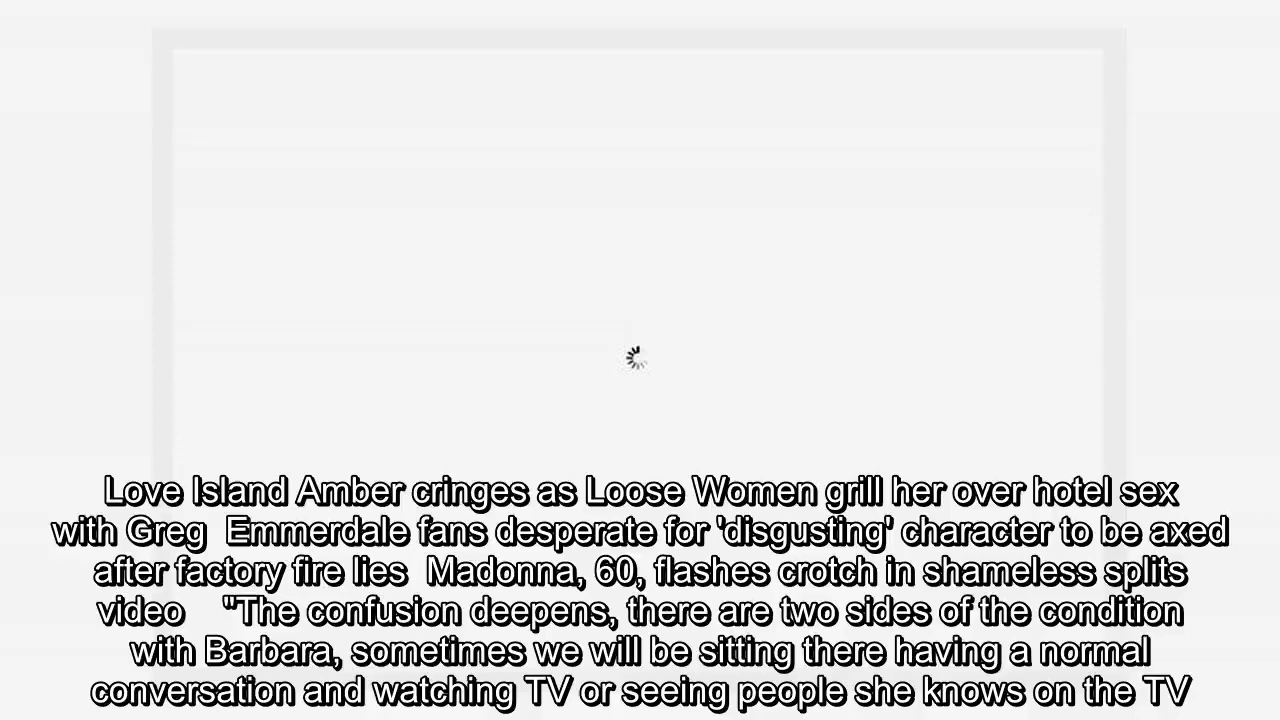 Love Island Amber cringes as Loose Women grill her over hotel sex
with Greg  Emmerdale fans desperate for 'disgusting' character to be axed
after factory fire lies  Madonna, 60, flashes crotch in shameless splits
video    "The confusion deepens, there are two sides of the condition
with Barbara, sometimes we will be sitting there having a normal
conversation and watching TV or seeing people she knows on the TV